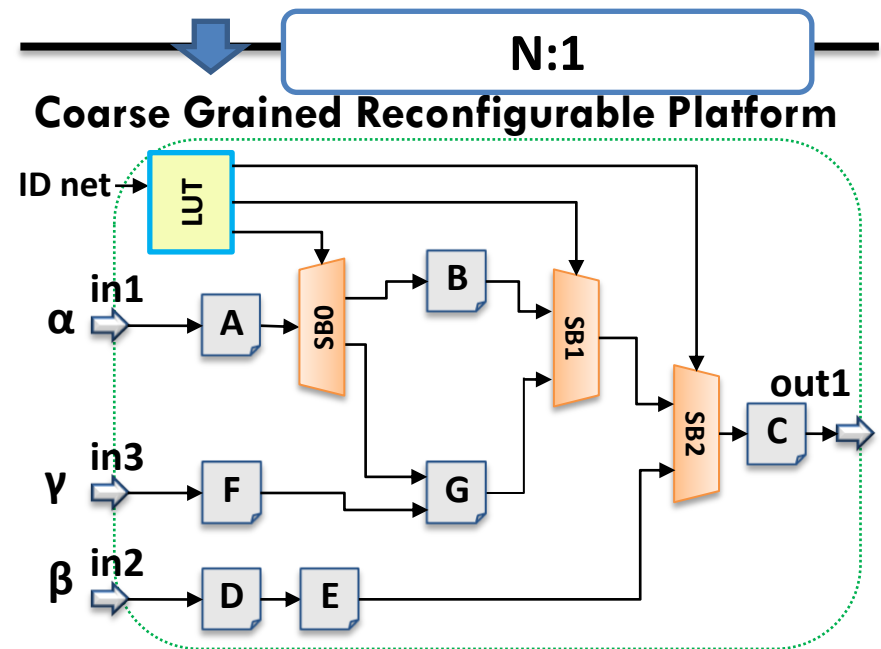 N:1
Coarse Grained Reconfigurable Platform
ID net
LUT
in1
α
A
SB0
B
SB1
out1
SB2
C
in3
γ
F
G
in2
β
D
E